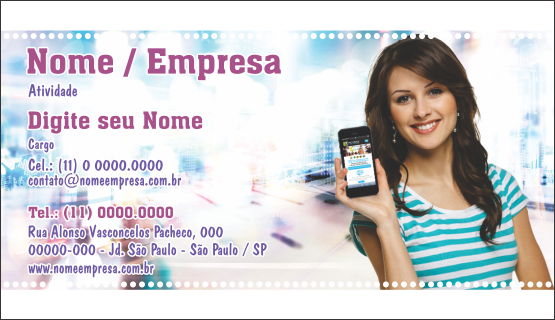 Nome / Empresa
Atividade
Digite seu Nome
Cargo
Cel.: (11) 0 0000.0000
contato@nomeempresa.com.br
Tel.: (11) 0000.0000
Rua Alonso Vasconcelos Pacheco, 000
00000-000 - Jd. São Paulo - São Paulo / SP
www.nomeempresa.com.br